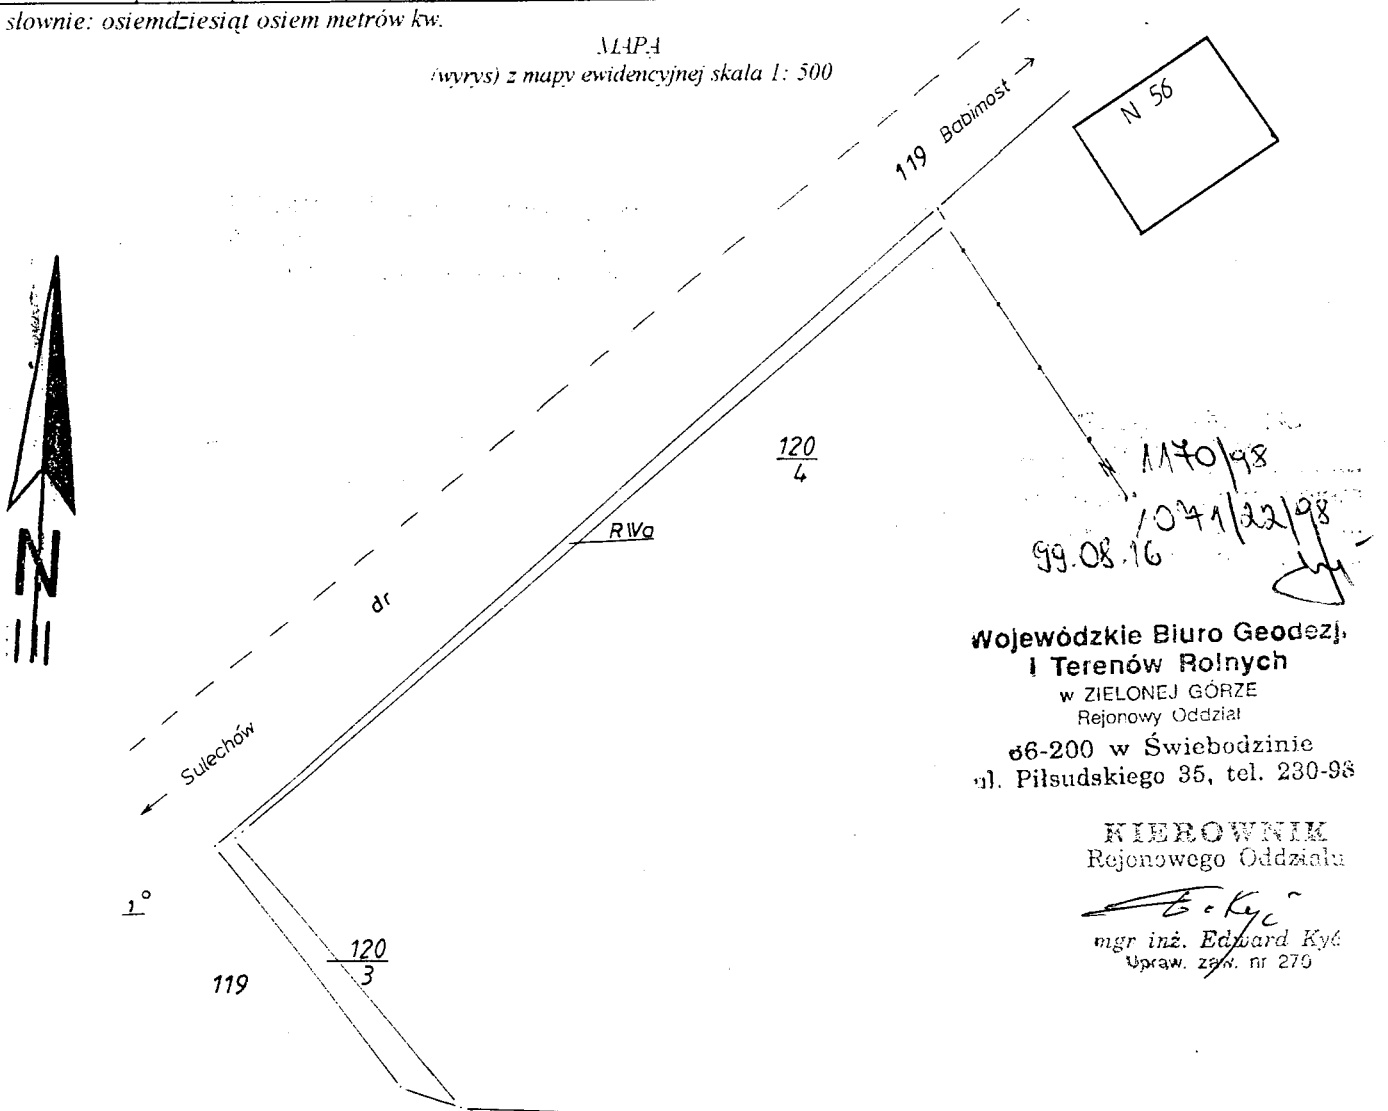 słownie: osiemdziesiąt osiem metrów kw.
MAPA
(wyrys) z mapy ewidencyjnej skala 1: 500
N 56
119 Babimost
120
4
N 1170/98
1071/22/98
99.08.16
RIVa
dr
N
Wojewódzkie Biuro Geodezj.
i Terenów Rolnych
w ZIELONEJ GÓRZE
Rejonowy Oddział
66-200 w Świebodzinie
ul. Piłsudskiego 35, tel. 230-98
Sulechów
KIEROWNIK
Rejonowego Oddziału
E. Kyć
mgr inż. Edward Kyć
Upraw. zaw. nr 270
120
3
119